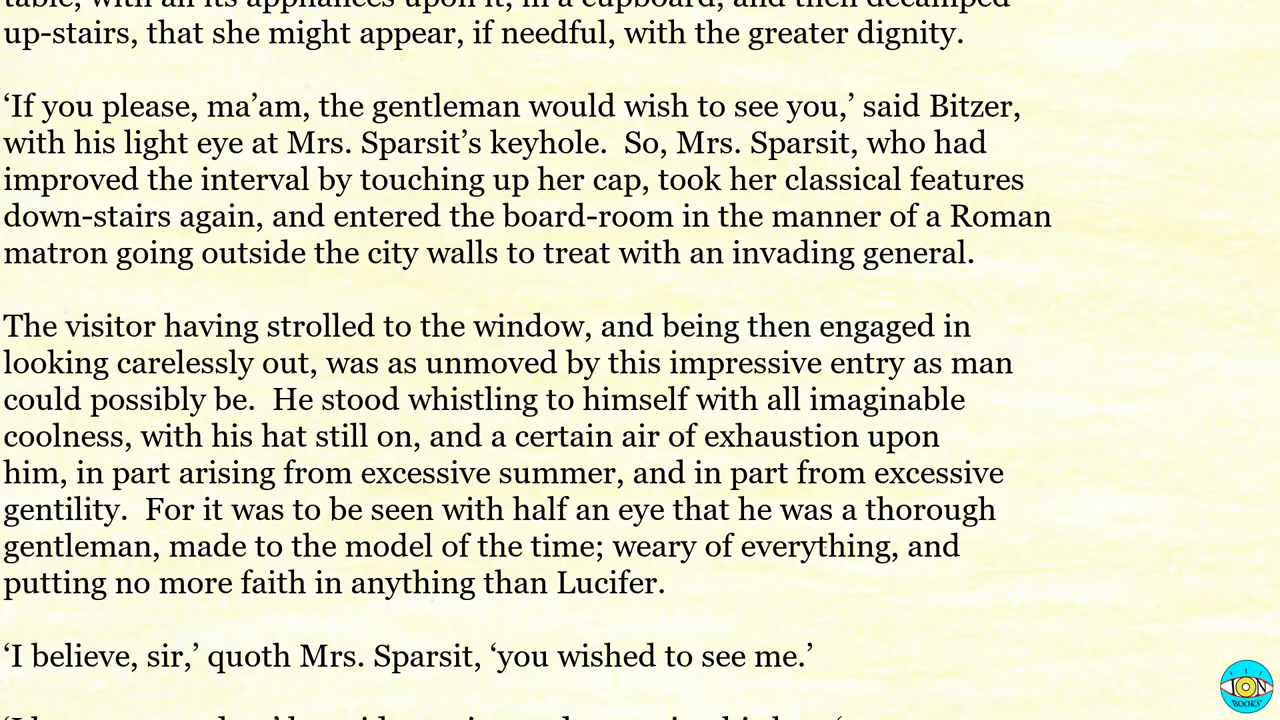 up-stairs, that she might appear, if needful, with the greater dignity.
‘If you please, ma’am, the gentleman would wish to see you,’ said Bitzer,
with his light eye at Mrs. Sparsit’s keyhole.  So, Mrs. Sparsit, who had
improved the interval by touching up her cap, took her classical features
down-stairs again, and entered the board-room in the manner of a Roman
matron going outside the city walls to treat with an invading general.
The visitor having strolled to the window, and being then engaged in
looking carelessly out, was as unmoved by this impressive entry as man
could possibly be.  He stood whistling to himself with all imaginable
coolness, with his hat still on, and a certain air of exhaustion upon
him, in part arising from excessive summer, and in part from excessive
gentility.  For it was to be seen with half an eye that he was a thorough
gentleman, made to the model of the time; weary of everything, and
putting no more faith in anything than Lucifer.
‘I believe, sir,’ quoth Mrs. Sparsit, ‘you wished to see me.’
ION
BOOKS